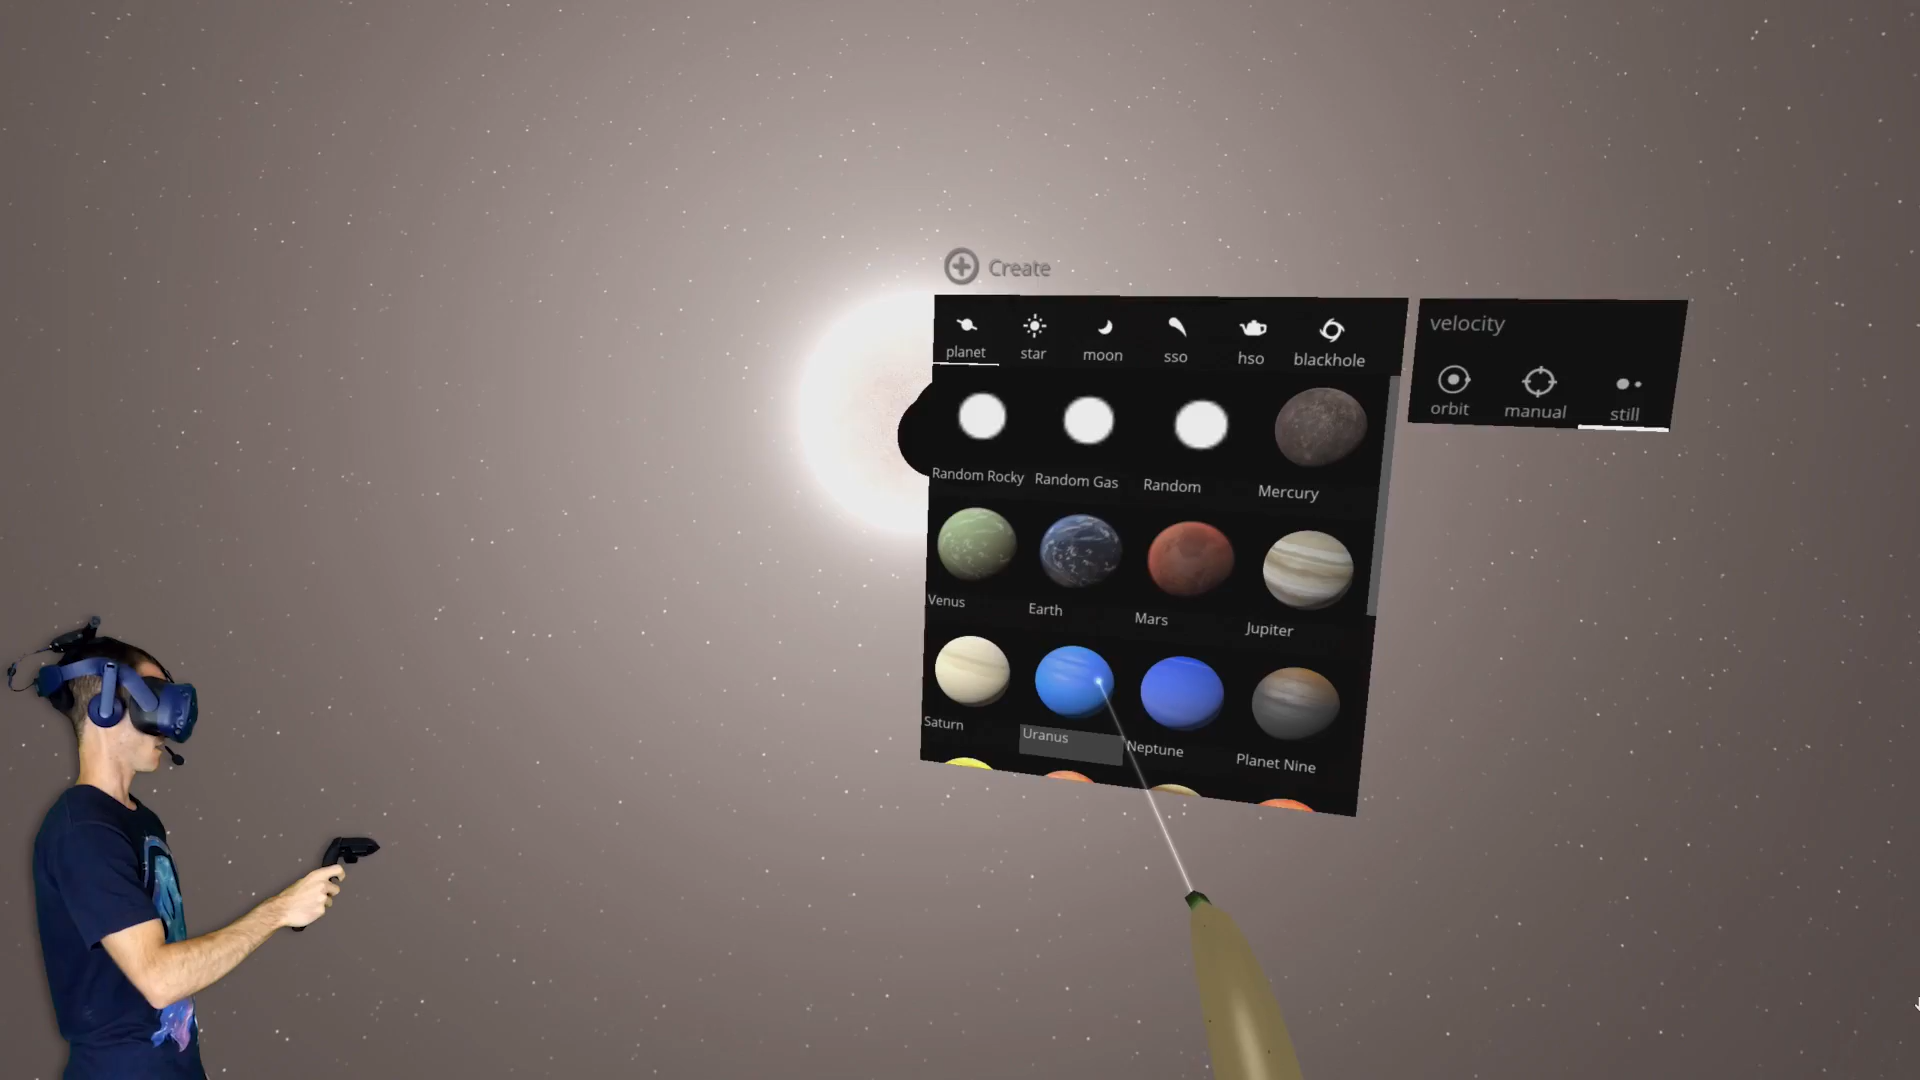 Create
planet star moon sso hso blackhole
velocity
orbit manual still
Random Rocky Random Gas Random Mercury
Venus Earth Mars Jupiter
Saturn Uranus Neptune Planet Nine